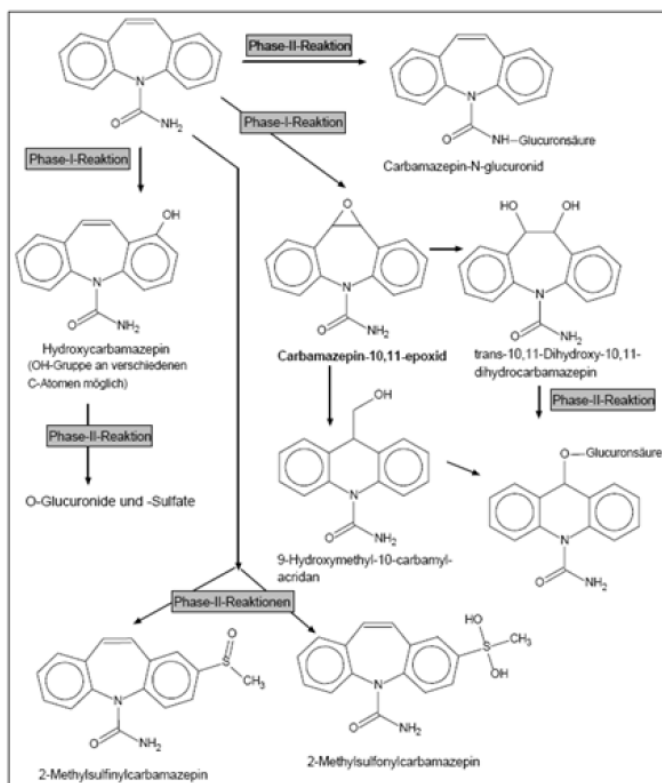 Phase-II-Reaktion
N
O
NH₂
N
O
NH—Glucuronsäure
Carbamazepin-N-glucuronid
Phase-I-Reaktion
Phase-I-Reaktion
OH
N
O
NH₂
Hydroxycarbamazepin
(OH-Gruppe an verschiedenen
C-Atomen möglich)
O
N
O
NH₂
Carbamazepin-10,11-epoxid
HO
OH
N
O
NH₂
trans-10,11-Dihydroxy-10,11-
dihydrocarbamazepin
Phase-II-Reaktion
Phase-II-Reaktion
O-Glucuronide und -Sulfate
OH
N
O
NH₂
9-Hydroxymethyl-10-carbamyl-
acridan
O—Glucuronsäure
N
O
NH₂
Phase-II-Reaktionen
O
S
CH₃
N
O
NH₂
2-Methylsulfinylcarbamazepin
HO
S
CH₃
OH
N
O
NH₂
2-Methylsulfonylcarbamazepin